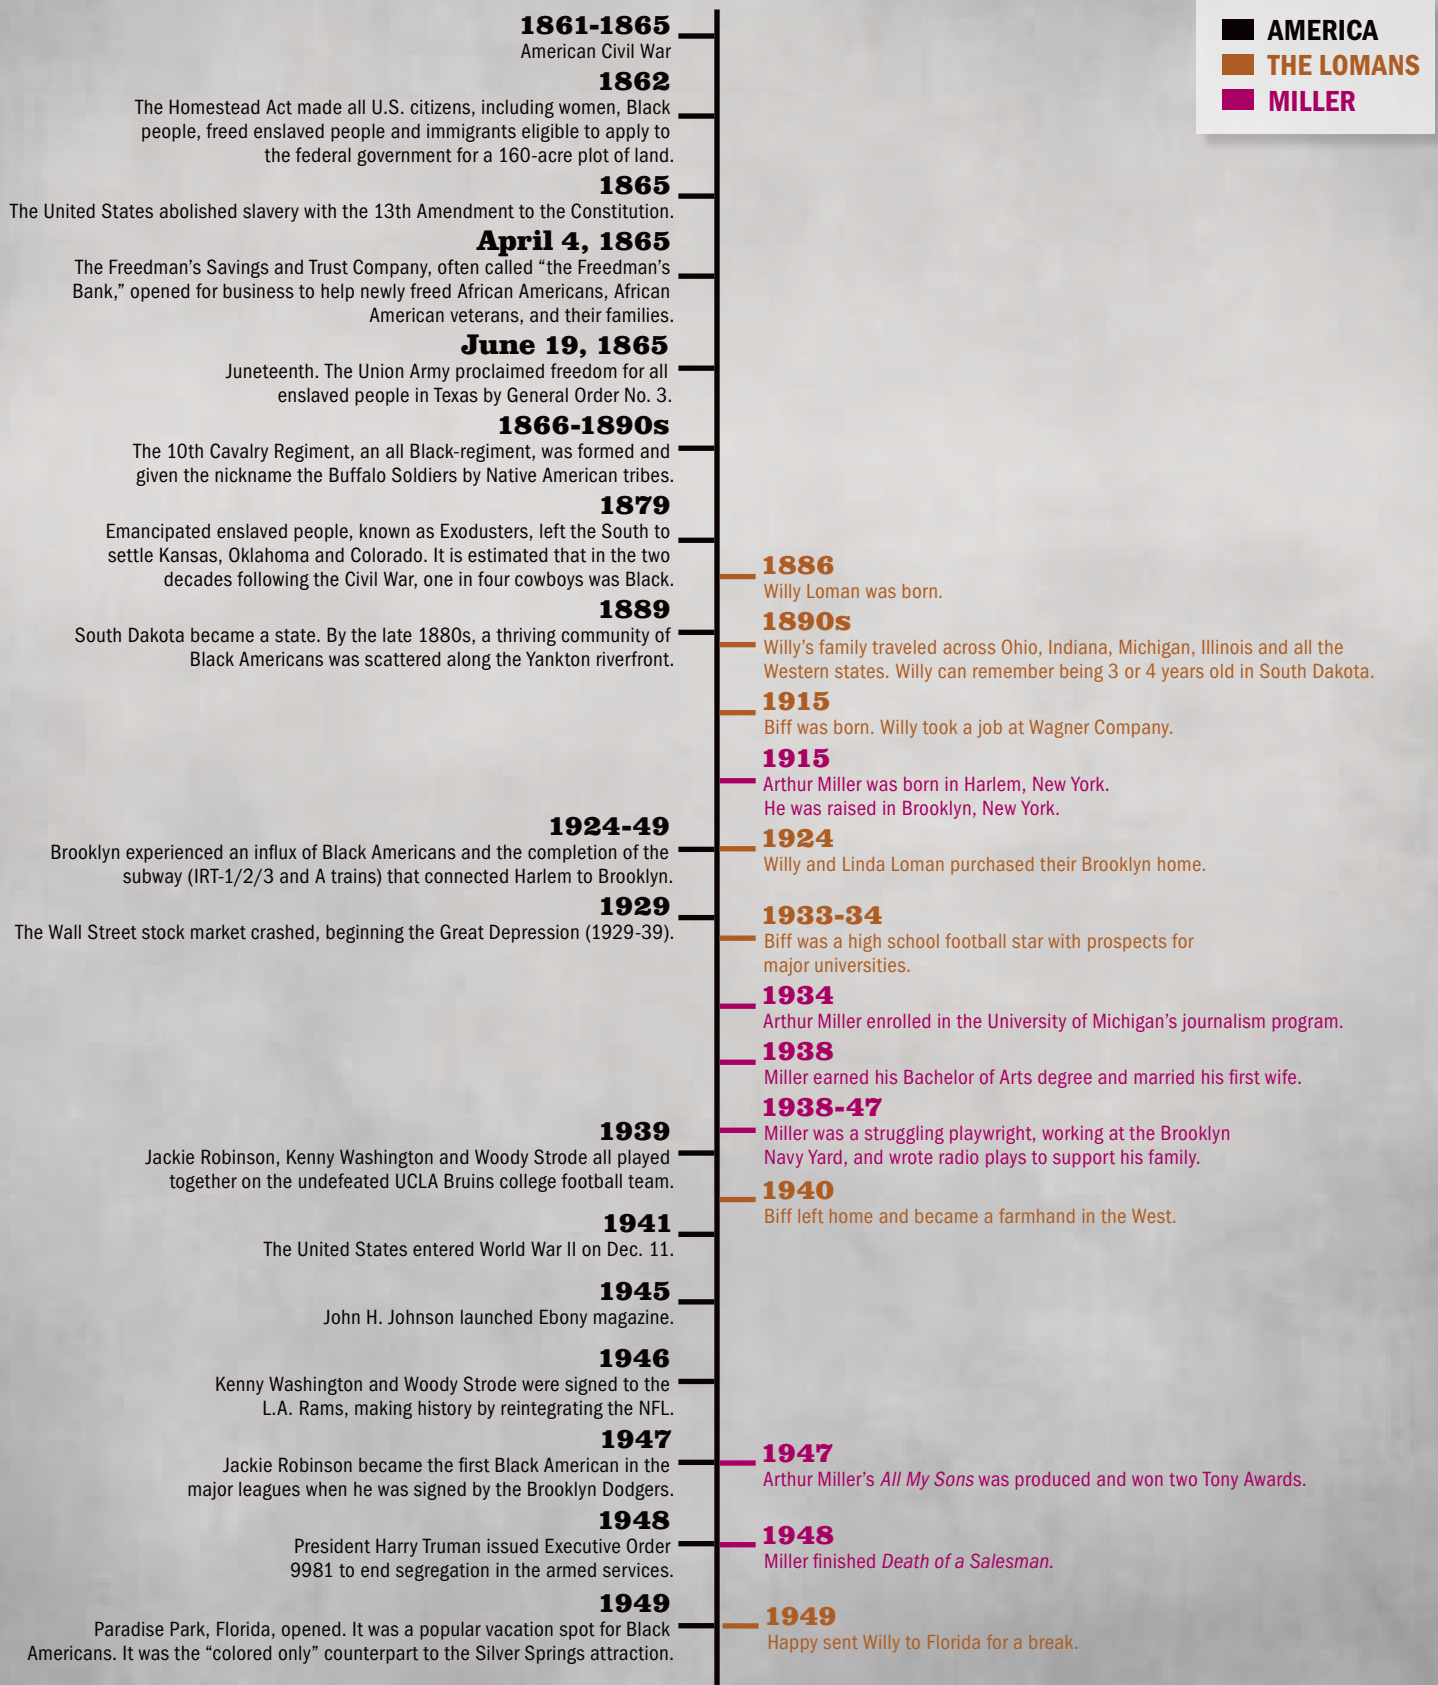 1861-1865
American Civil War
1862
The Homestead Act made all U.S. citizens, including women, Black
people, freed enslaved people and immigrants eligible to apply to
the federal government for a 160-acre plot of land.
1865
The United States abolished slavery with the 13th Amendment to the Constitution.
April 4, 1865
The Freedman’s Savings and Trust Company, often called “the Freedman’s
Bank,” opened for business to help newly freed African Americans, African
American veterans, and their families.
June 19, 1865
Juneteenth. The Union Army proclaimed freedom for all
enslaved people in Texas by General Order No. 3.
1866-1890s
The 10th Cavalry Regiment, an all Black-regiment, was formed and
given the nickname the Buffalo Soldiers by Native American tribes.
1879
Emancipated enslaved people, known as Exodusters, left the South to
settle Kansas, Oklahoma and Colorado. It is estimated that in the two
decades following the Civil War, one in four cowboys was Black.
1889
South Dakota became a state. By the late 1880s, a thriving community of
Black Americans was scattered along the Yankton riverfront.
1924-49
Brooklyn experienced an influx of Black Americans and the completion of the
subway (IRT-1/2/3 and A trains) that connected Harlem to Brooklyn.
1929
The Wall Street stock market crashed, beginning the Great Depression (1929-39).
1939
Jackie Robinson, Kenny Washington and Woody Strode all played
together on the undefeated UCLA Bruins college football team.
1941
The United States entered World War II on Dec. 11.
1945
John H. Johnson launched Ebony magazine.
1946
Kenny Washington and Woody Strode were signed to the
L.A. Rams, making history by reintegrating the NFL.
1947
Jackie Robinson became the first Black American in the
major leagues when he was signed by the Brooklyn Dodgers.
1948
President Harry Truman issued Executive Order
9981 to end segregation in the armed services.
1949
Paradise Park, Florida, opened. It was a popular vacation spot for Black
Americans. It was the “colored only” counterpart to the Silver Springs attraction.
AMERICA
THE LOMANS
MILLER
1886
Willy Loman was born.
1890s
Willy’s family traveled across Ohio, Indiana, Michigan, Illinois and all the
Western states. Willy can remember being 3 or 4 years old in South Dakota.
1915
Biff was born. Willy took a job at Wagner Company.
1915
Arthur Miller was born in Harlem, New York.
He was raised in Brooklyn, New York.
1924
Willy and Linda Loman purchased their Brooklyn home.
1933-34
Biff was a high school football star with prospects for
major universities.
1934
Arthur Miller enrolled in the University of Michigan’s journalism program.
1938
Miller earned his Bachelor of Arts degree and married his first wife.
1938-47
Miller was a struggling playwright, working at the Brooklyn
Navy Yard, and wrote radio plays to support his family.
1940
Biff left home and became a farmhand in the West.
1947
Arthur Miller’s All My Sons was produced and won two Tony Awards.
1948
Miller finished Death of a Salesman.
1949
Happy sent Willy to Florida for a break.